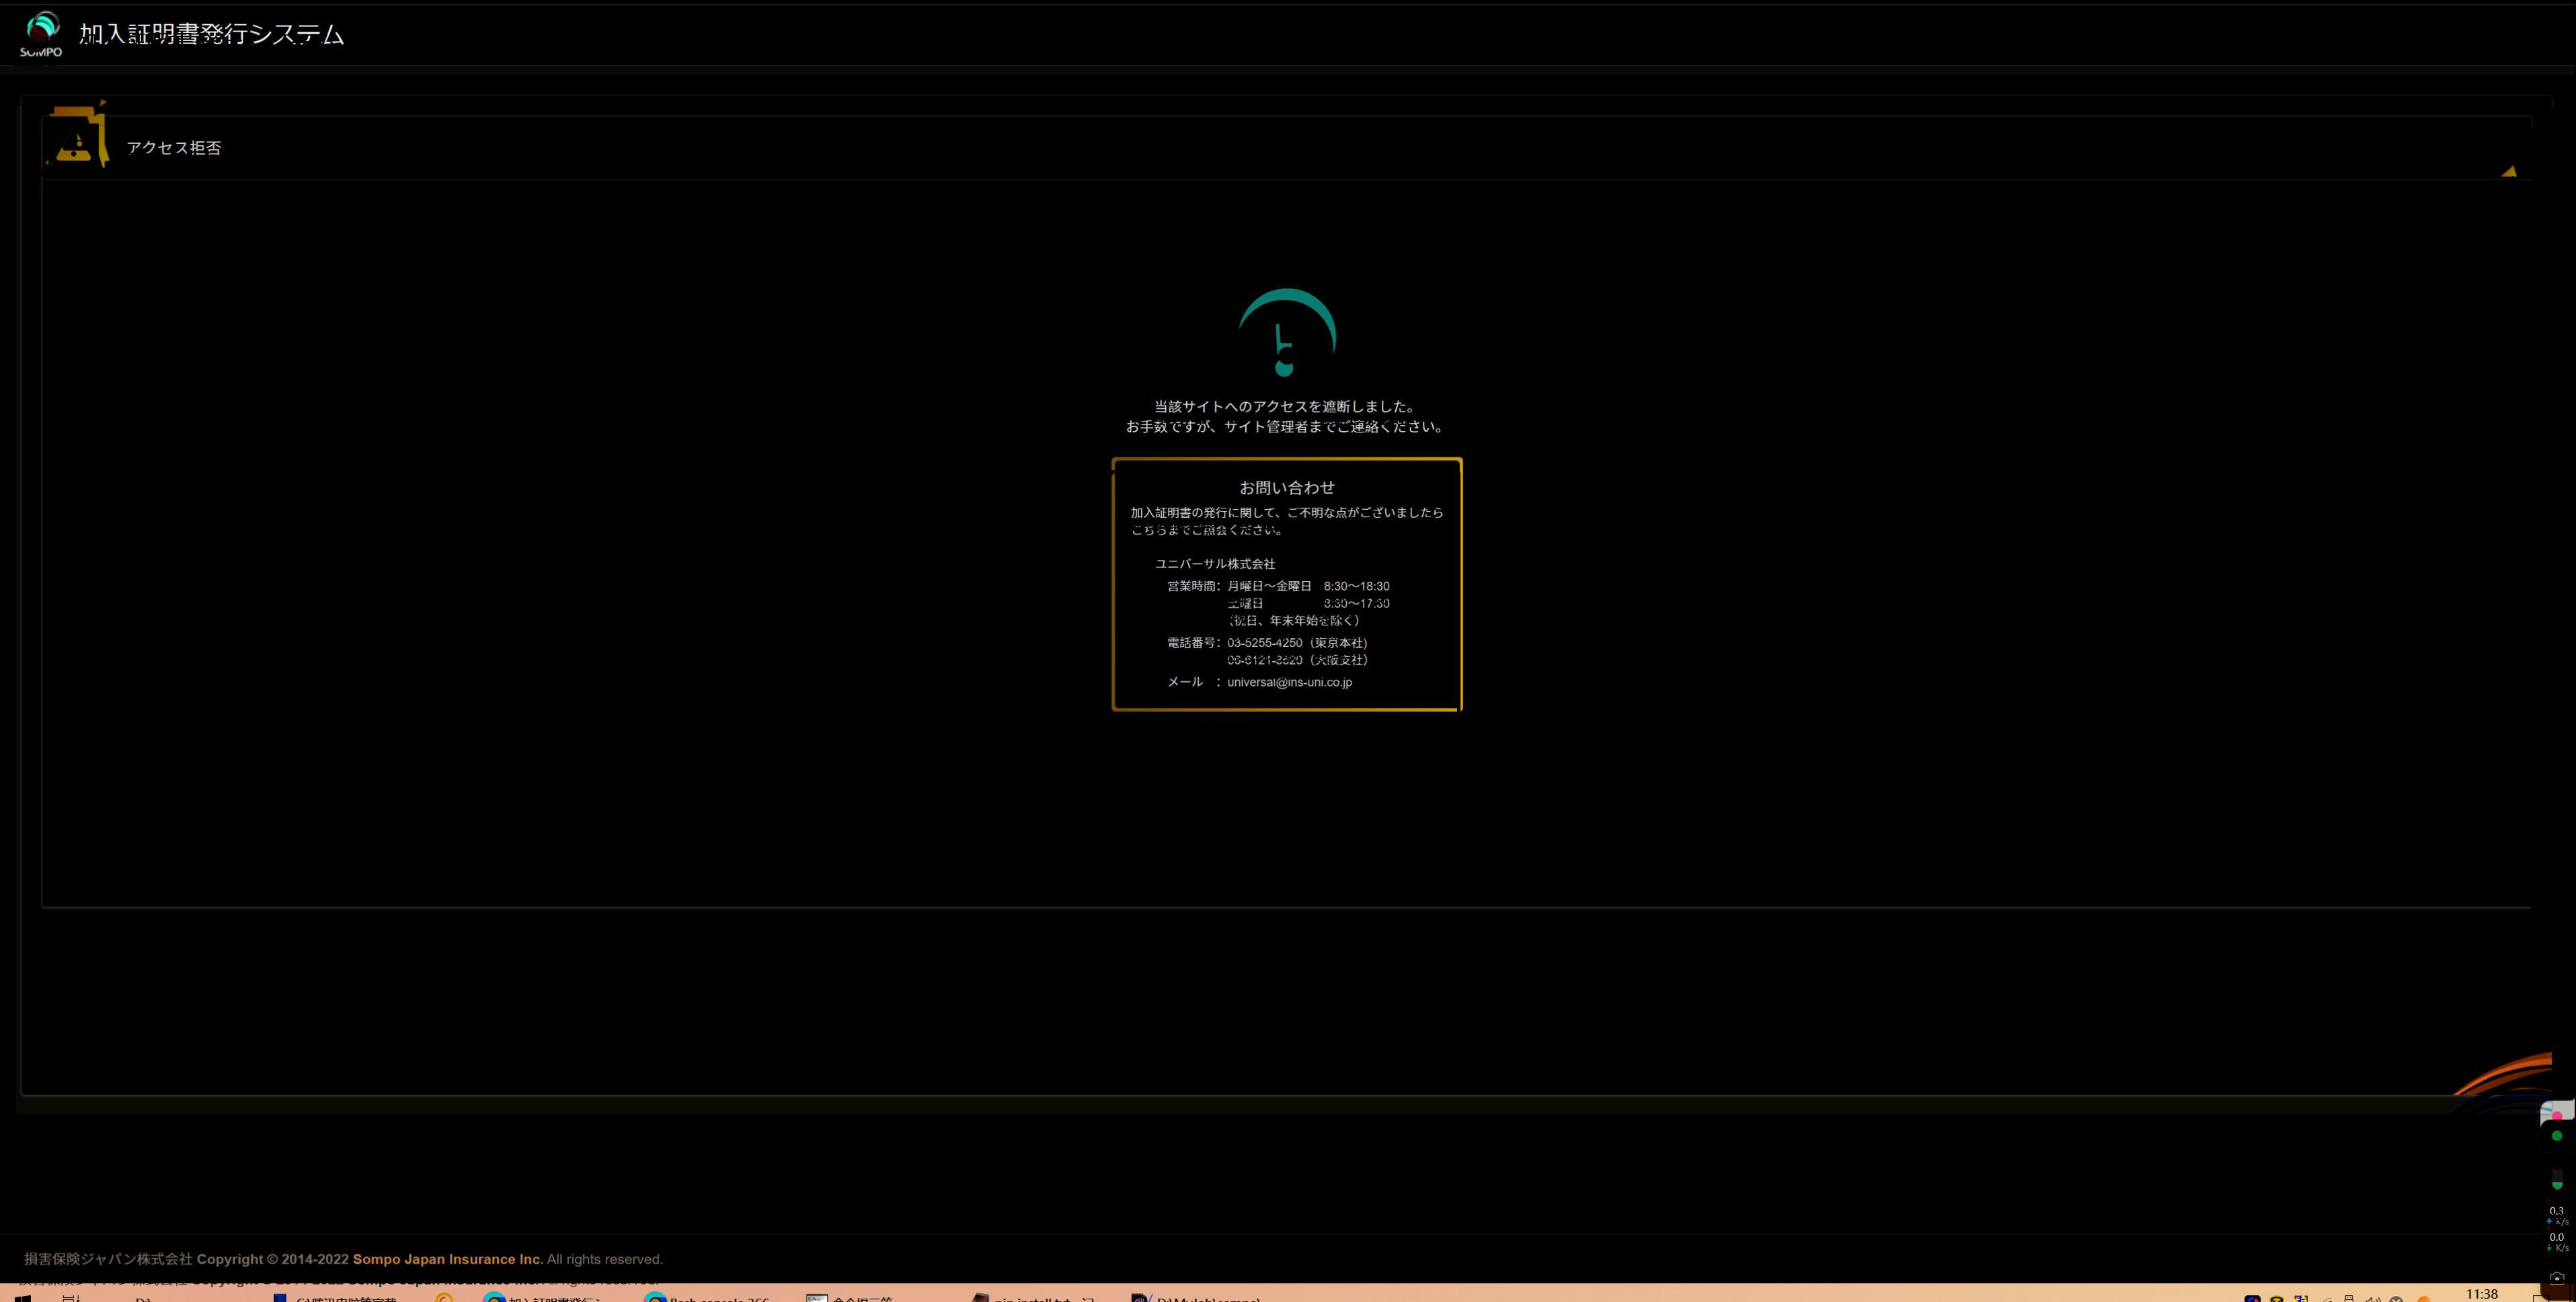 SOMPO 加入証明書発行システム
アクセス拒否
当該サイトへのアクセスを遮断しました。
お手数ですが、サイト管理者までご連絡ください。
お問い合わせ
加入証明書の発行に関して、ご不明な点がございましたら
こちらまでご照会ください。
ユニバーサル株式会社
営業時間: 月曜日～金曜日 8:30～18:30
土曜日 8:30～17:30
（祝日、年末年始を除く）
電話番号: 03-5255-4250（東京本社）
（大阪支社）
メール : universal@ins-uni.co.jp
0.3
K/s
0.0
K/s
損害保険ジャパン株式会社 Copyright © 2014-2022 Sompo Japan Insurance Inc. All rights reserved.
11:38